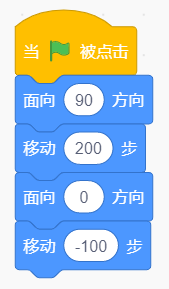 当 被点击
面向 90 方向
移动 200 步
面向 0 方向
移动 -100 步